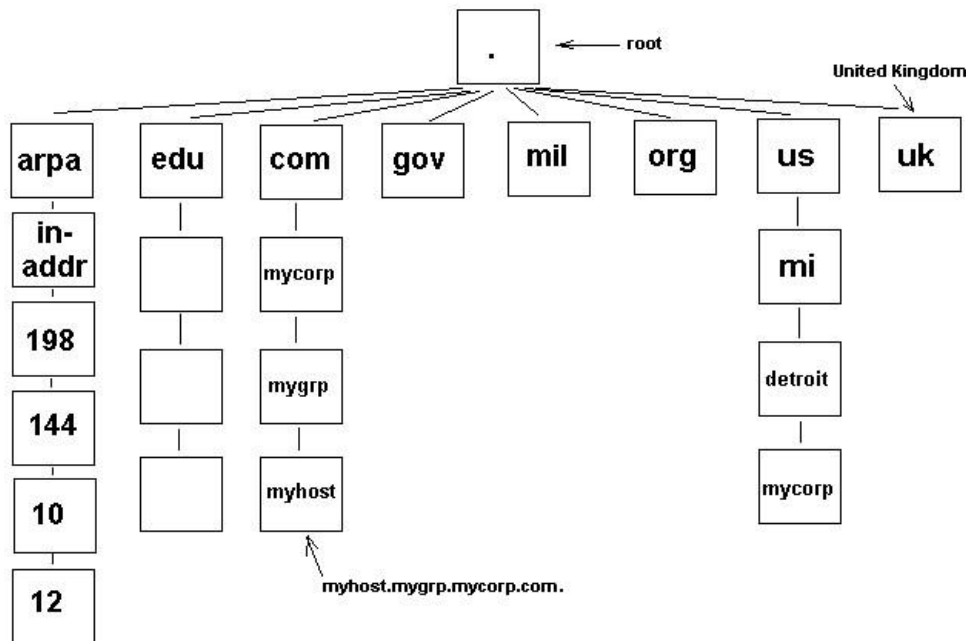 .
root
United Kingdom
arpa
edu
com
gov
mil
org
us
uk
in-
addr
mycorp
mi
198
mygrp
detroit
144
myhost
mycorp
10
myhost.mygrp.mycorp.com.
12